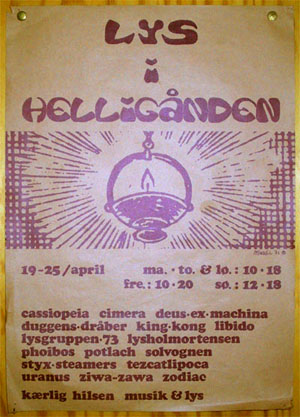 LYS
i
HELLiGÅNDEN
19-25/april ma. · to. & lø.: 10 · 18
fre.: 10 · 20 sø.: 12 · 18
cassiopeia cimera deus·ex·machina
duggens·dråber king·kong libido
lysgruppen·73 lysholmortensen
phoibos potlach solvognen
styx·steamers tezcatlipoca
uranus ziwa·zawa zodiac
kærlig hilsen musik & lys